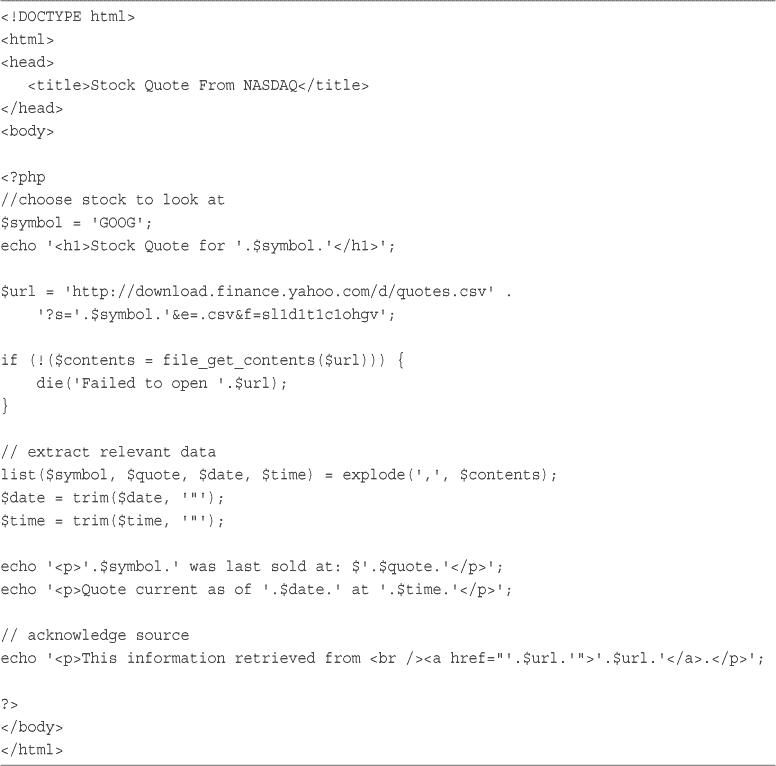 <!DOCTYPE html>
<html>
<head>
   <title>Stock Quote From NASDAQ</title>
</head>
<body>

<?php
//choose stock to look at
$symbol = 'GOOG';
echo '<h1>Stock Quote for '.$symbol.'</h1>';

$url = 'http://download.finance.yahoo.com/d/quotes.csv' .
    '?s='.$symbol.'&e=.csv&f=sl1d1t1c1ohgv';

if (!($contents = file_get_contents($url))) {
    die('Failed to open '.$url);
}

// extract relevant data
list($symbol, $quote, $date, $time) = explode(',', $contents);
$date = trim($date, '"');
$time = trim($time, '"');

echo '<p>'.$symbol.' was last sold at: $'.$quote.'</p>';
echo '<p>Quote current as of '.$date.' at '.$time.'</p>';

// acknowledge source
echo '<p>This information retrieved from <br /><a href="'.$url.'">'.$url.'</a>.</p>';

?>
</body>
</html>